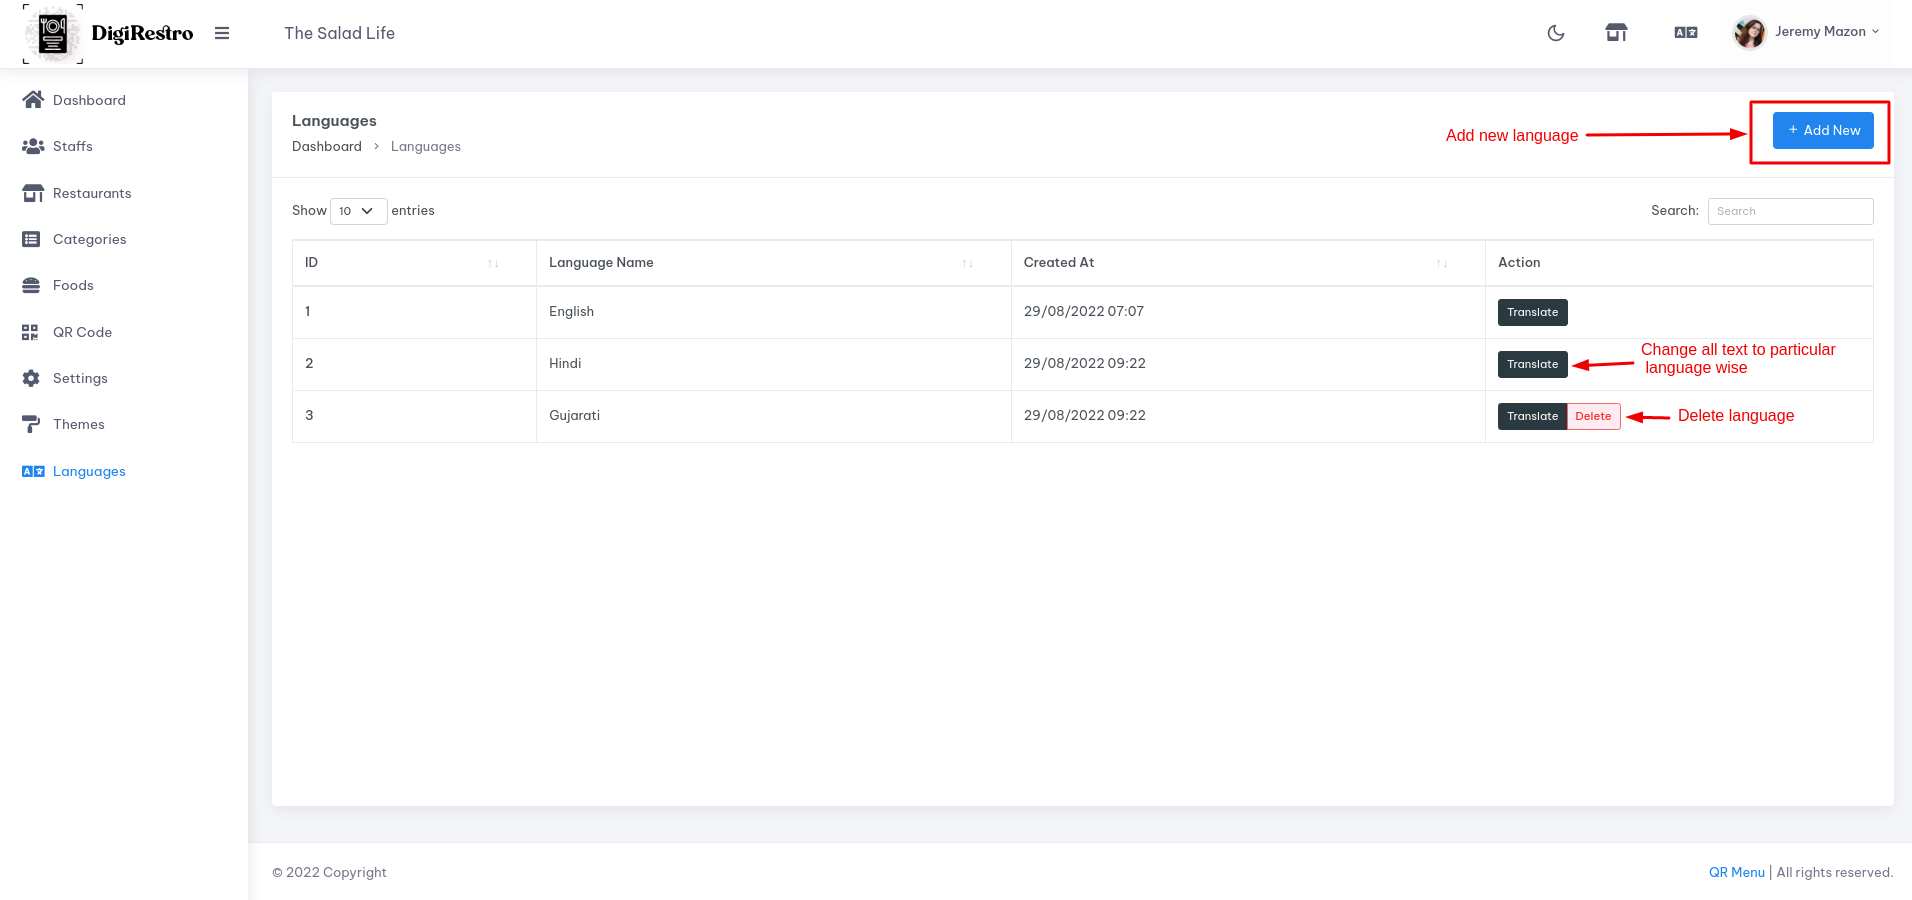 DigiRestro
The Salad Life
Jeremy Mazon
Dashboard
Staffs
Restaurants
Categories
Foods
QR Code
Settings
Themes
Languages
Languages
Dashboard > Languages
Add new language
+ Add New
Show 10 entries
Search: Search
ID Language Name Created At Action
1 English 29/08/2022 07:07 Translate
2 Hindi 29/08/2022 09:22 Translate
Change all text to particular
language wise
3 Gujarati 29/08/2022 09:22 Translate Delete
Delete language
© 2022 Copyright
QR Menu | All rights reserved.